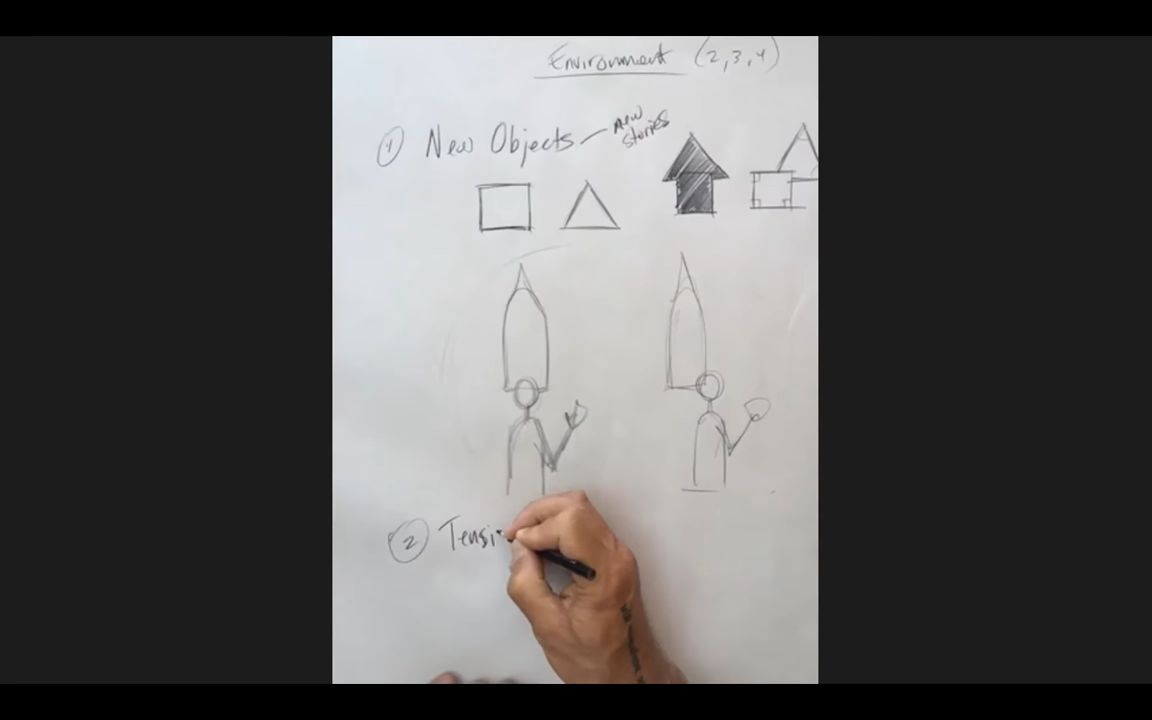 Environment (2,3,4)
1 New Objects — new stories
2 Tensi